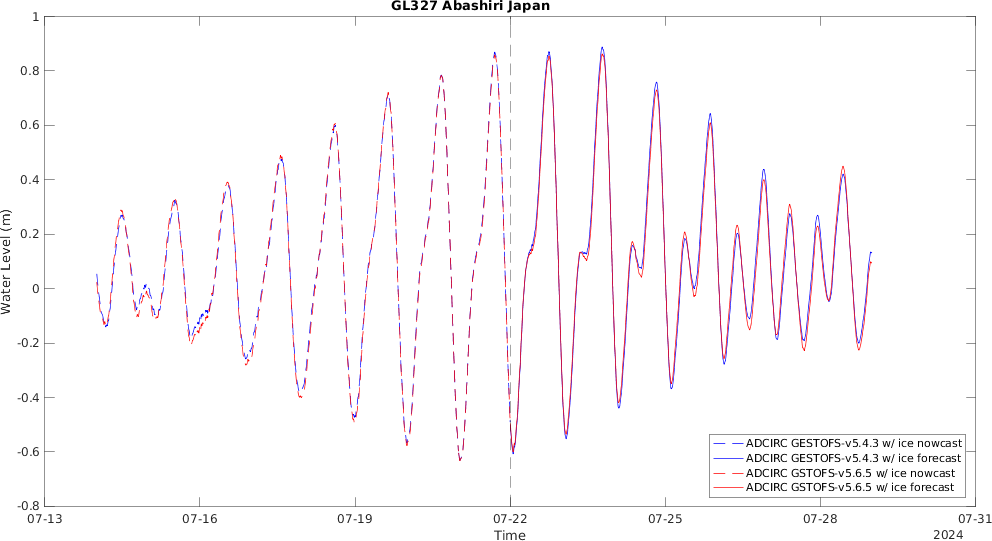 GL327 Abashiri Japan
1
0.8
0.6
0.4
0.2
0
-0.2
-0.4
-0.6
-0.8
Water Level (m)
ADCIRC GESTOFS-v5.4.3 w/ ice nowcast
ADCIRC GESTOFS-v5.4.3 w/ ice forecast
ADCIRC GSTOFS-v5.6.5 w/ ice nowcast
ADCIRC GSTOFS-v5.6.5 w/ ice forecast
07-13 07-16 07-19 07-22 07-25 07-28 07-31
Time
2024